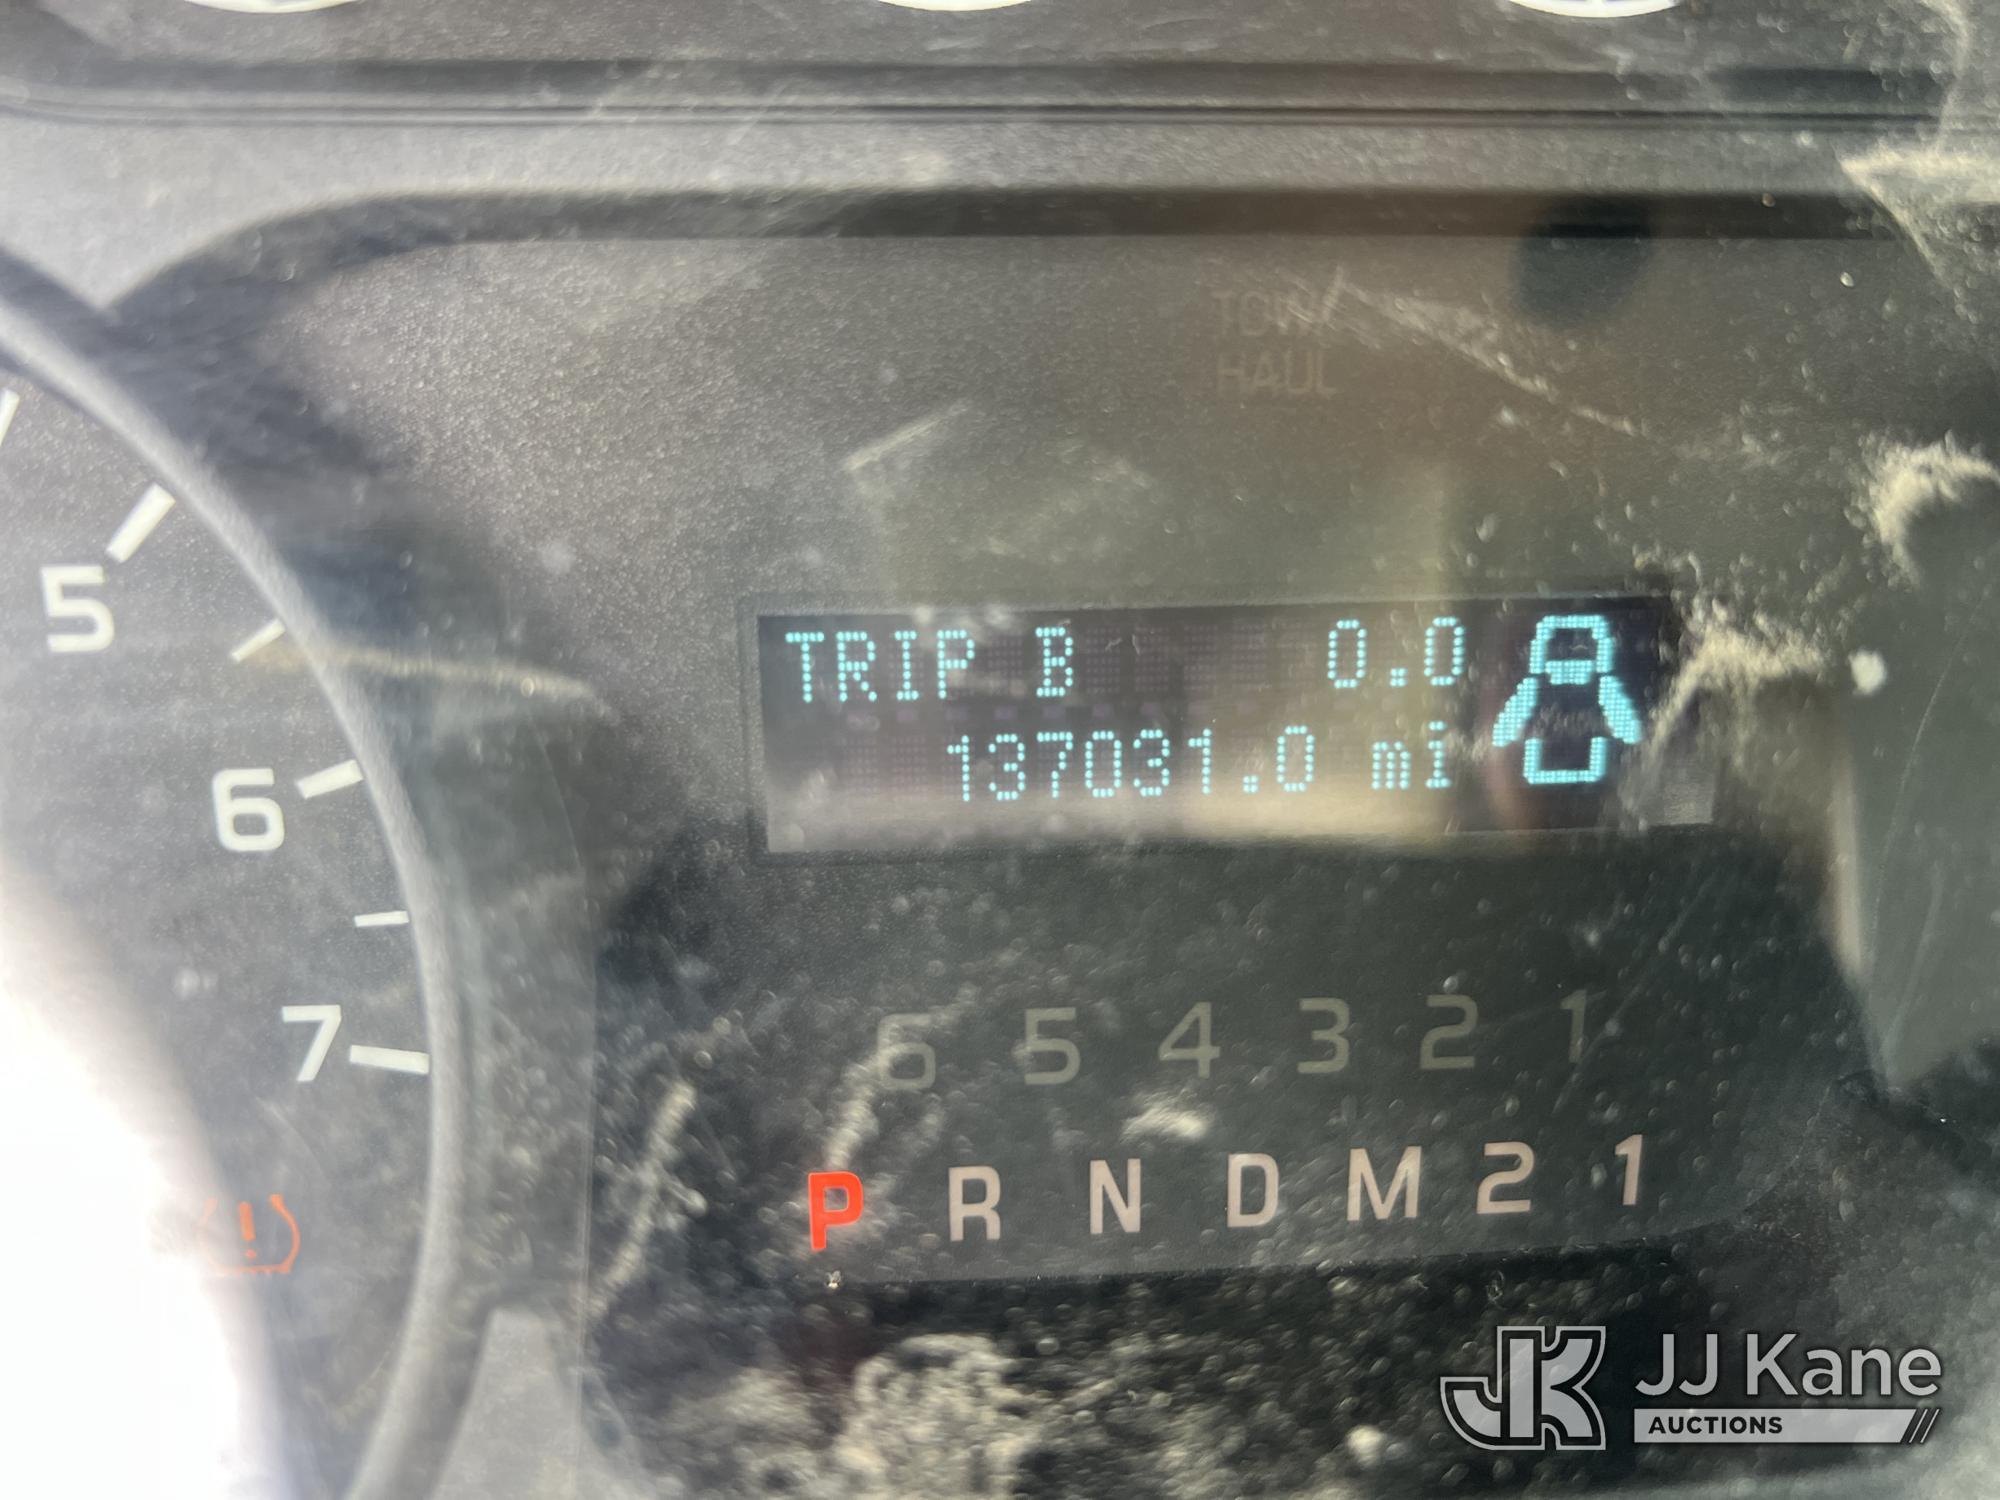 TOW/
HAUL
TRIP B 0.0
137031.0 mi
5
6
7
6 5 4 3 2 1
P R N D M 2 1
JK JJ Kane
AUCTIONS